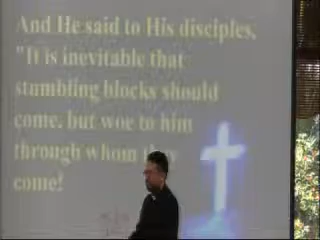 And He said to His disciples,
"It is inevitable that
stumbling blocks should
come, but woe to him
through whom they
come!